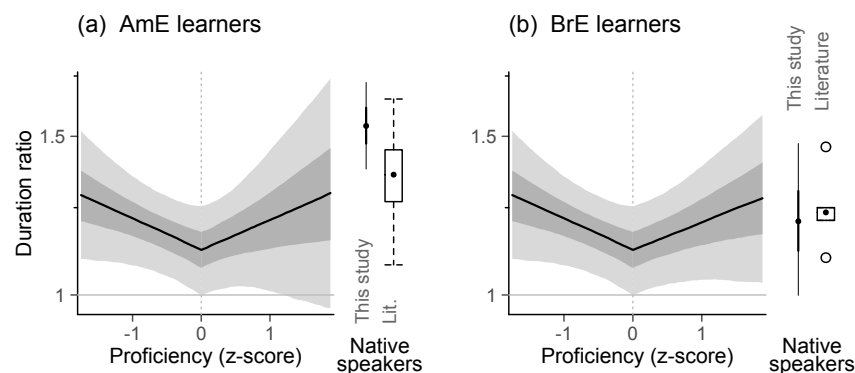 (a) AmE learners
Duration ratio
1.5
1
-1
0
1
Proficiency (z-score)
This study
Lit.
Native
speakers
(b) BrE learners
1.5
1
-1
0
1
Proficiency (z-score)
This study
Literature
Native
speakers